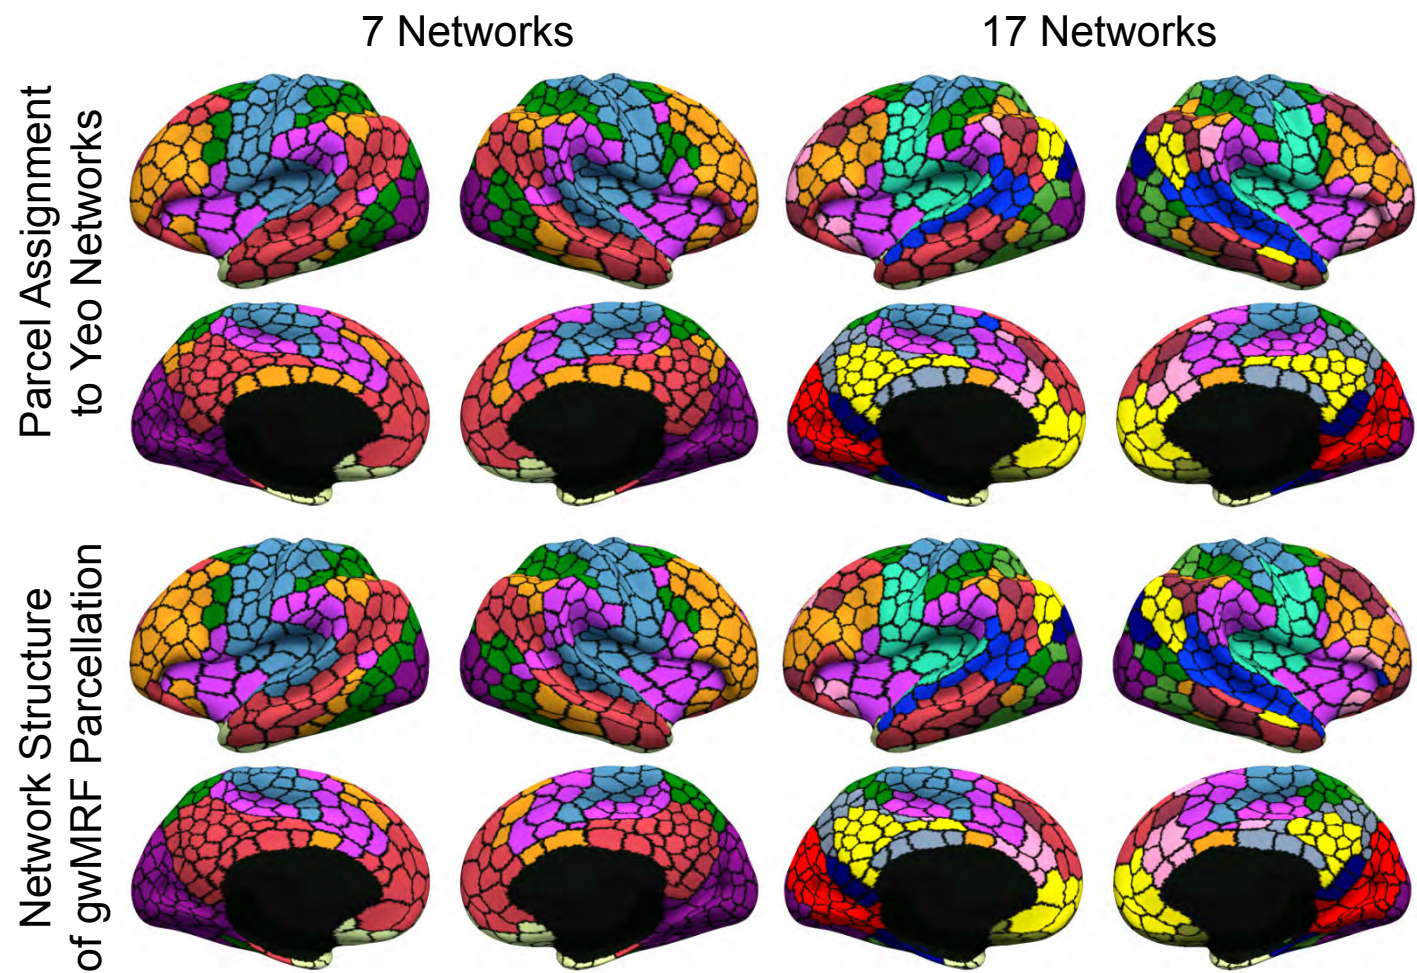 7 Networks
17 Networks
Parcel Assignment
to Yeo Networks
Network Structure
of gwMRF Parcellation